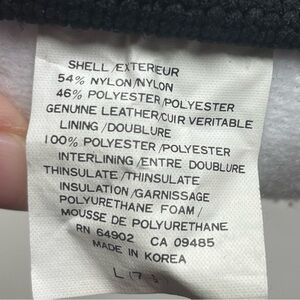 SHELL/EXTEREUR
54% NYLON/NYLON
46% POLYESTER/POLYESTER
GENUINE LEATHER/CUIR VERITABLE
LINING/DOUBLURE
100% POLYESTER/POLYESTER
INTERLINING/ENTRE DOUBLURE
THINSULATE/THINSULATE
INSULATION/GARNISSAGE
POLYURETHANE FOAM/
MOUSSE DE POLYURETHANE
RN 64902 CA 09485
MADE IN KOREA
L